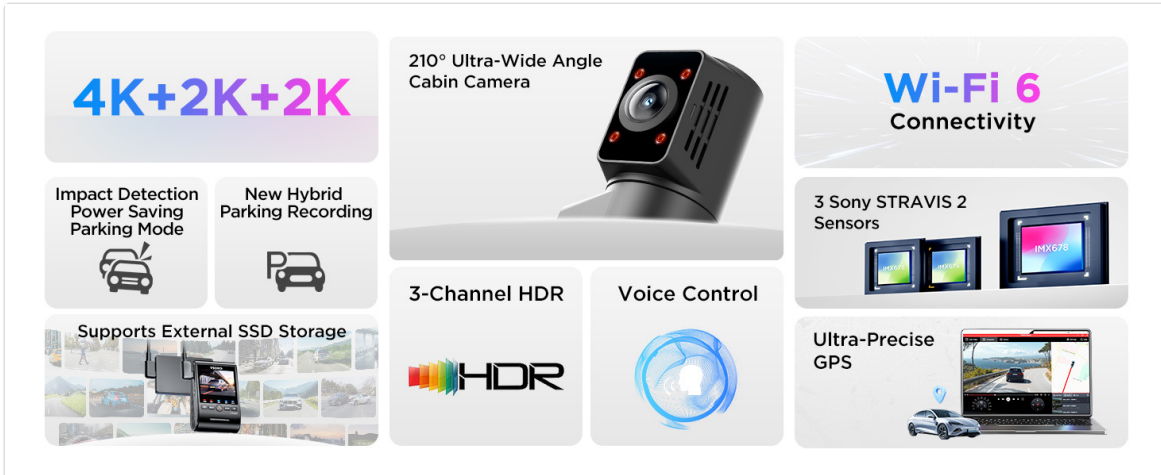 4K+2K+2K
210° Ultra-Wide Angle
Cabin Camera
Wi-Fi 6
Connectivity
Impact Detection
Power Saving
Parking Mode
New Hybrid
Parking Recording
P
3 Sony STRAVIS 2
Sensors
IMX675
IMX675
IMX678
3-Channel HDR
HDR
Voice Control
Supports External SSD Storage
Ultra-Precise
GPS